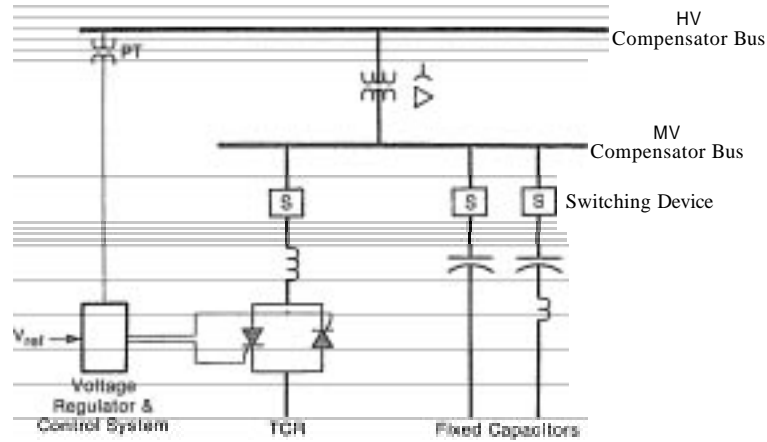 HV
Compensator Bus
PT
MV
Compensator Bus
S
S
S
Switching Device
Vref
Voltage
Regulator &
Control System
TCR
Fixed Capacitors